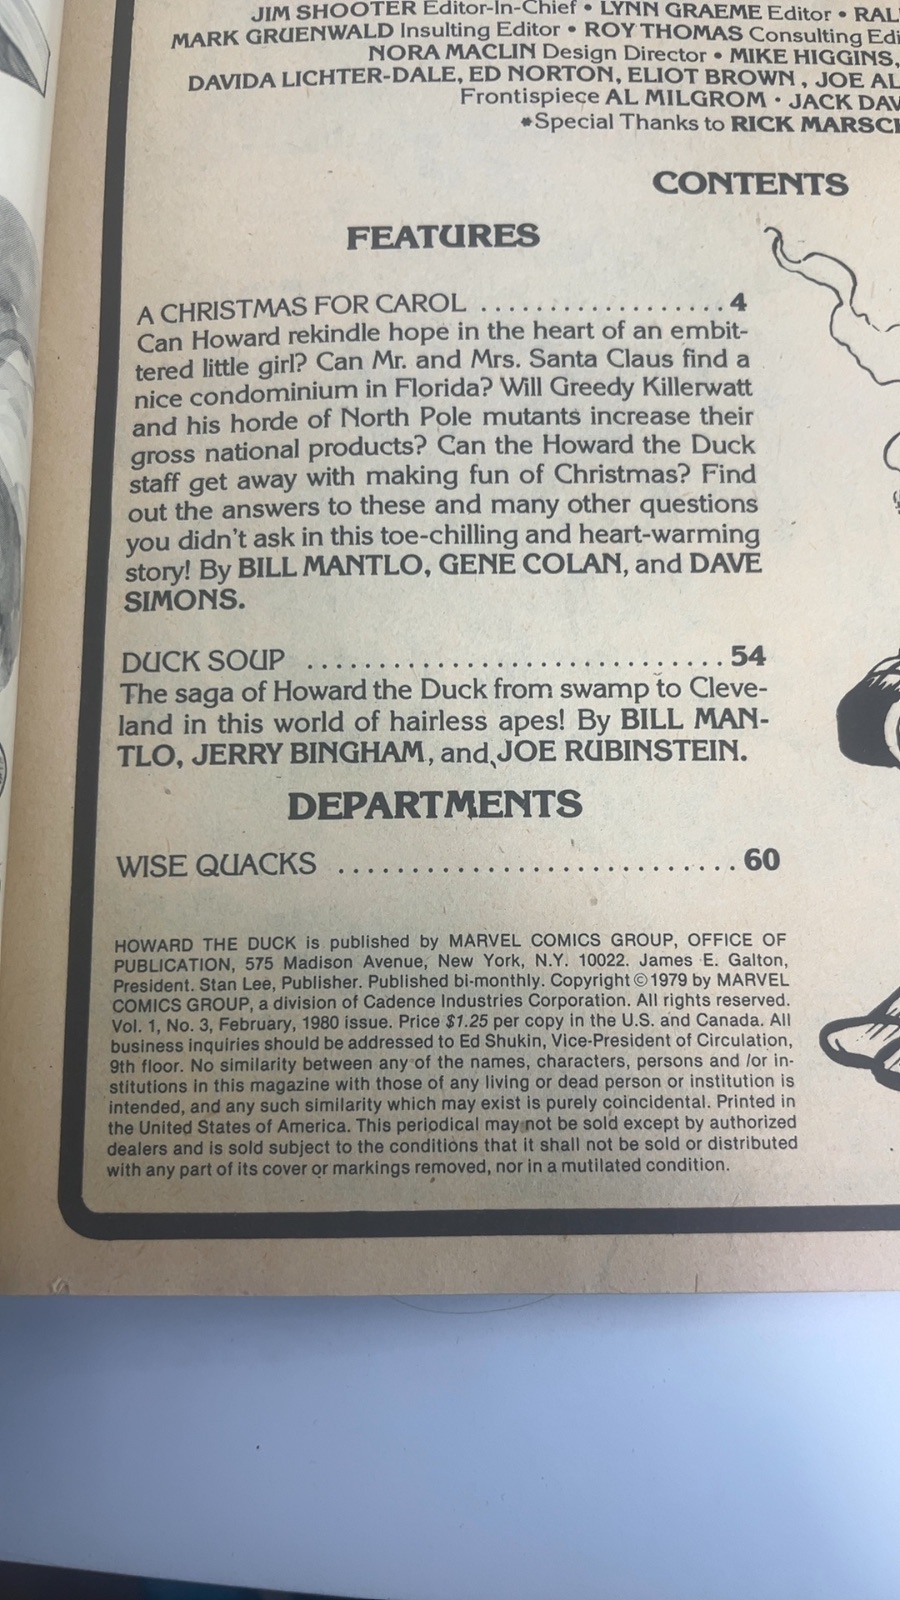 JIM SHOOTER Editor-In-Chief • LYNN GRAEME Editor •
MARK GRUENWALD Insulting Editor • ROY THOMAS Consulting
NORA MACLIN Design Director • MIKE HIGGINS,
DAVIDA LICHTER-DALE, ED NORTON, ELIOT BROWN , JOE
Frontispiece AL MILGROM • JACK
*Special Thanks to RICK
CONTENTS
FEATURES
A CHRISTMAS FOR CAROL ................. 4
Can Howard rekindle hope in the heart of an embit-
tered little girl? Can Mr. and Mrs. Santa Claus find a
nice condominium in Florida? Will Greedy Killerwatt
and his horde of North Pole mutants increase their
gross national products? Can the Howard the Duck
staff get away with making fun of Christmas? Find
out the answers to these and many other questions
you didn't ask in this toe-chilling and heart-warming
story! By BILL MANTLO, GENE COLAN, and DAVE
SIMONS.
DUCK SOUP ............................. 54
The saga of Howard the Duck from swamp to Cleve-
land in this world of hairless apes! By BILL MAN-
TLO, JERRY BINGHAM, and JOE RUBINSTEIN.
DEPARTMENTS
WISE QUACKS ............................ 60
HOWARD THE DUCK is published by MARVEL COMICS GROUP, OFFICE OF
PUBLICATION, 575 Madison Avenue, New York, N.Y. 10022. James E. Galton,
President. Stan Lee, Publisher. Published bi-monthly. Copyright © 1979 by MARVEL
COMICS GROUP, a division of Cadence Industries Corporation. All rights reserved.
Vol. 1, No. 3, February, 1980 issue. Price $1.25 per copy in the U.S. and Canada. All
business inquiries should be addressed to Ed Shukin, Vice-President of Circulation,
9th floor. No similarity between any of the names, characters, persons and /or in-
stitutions in this magazine with those of any living or dead person or institution is
intended, and any such similarity which may exist is purely coincidental. Printed in
the United States of America. This periodical may not be sold except by authorized
dealers and is sold subject to the conditions that it shall not be sold or distributed
with any part of its cover or markings removed, nor in a mutilated condition.